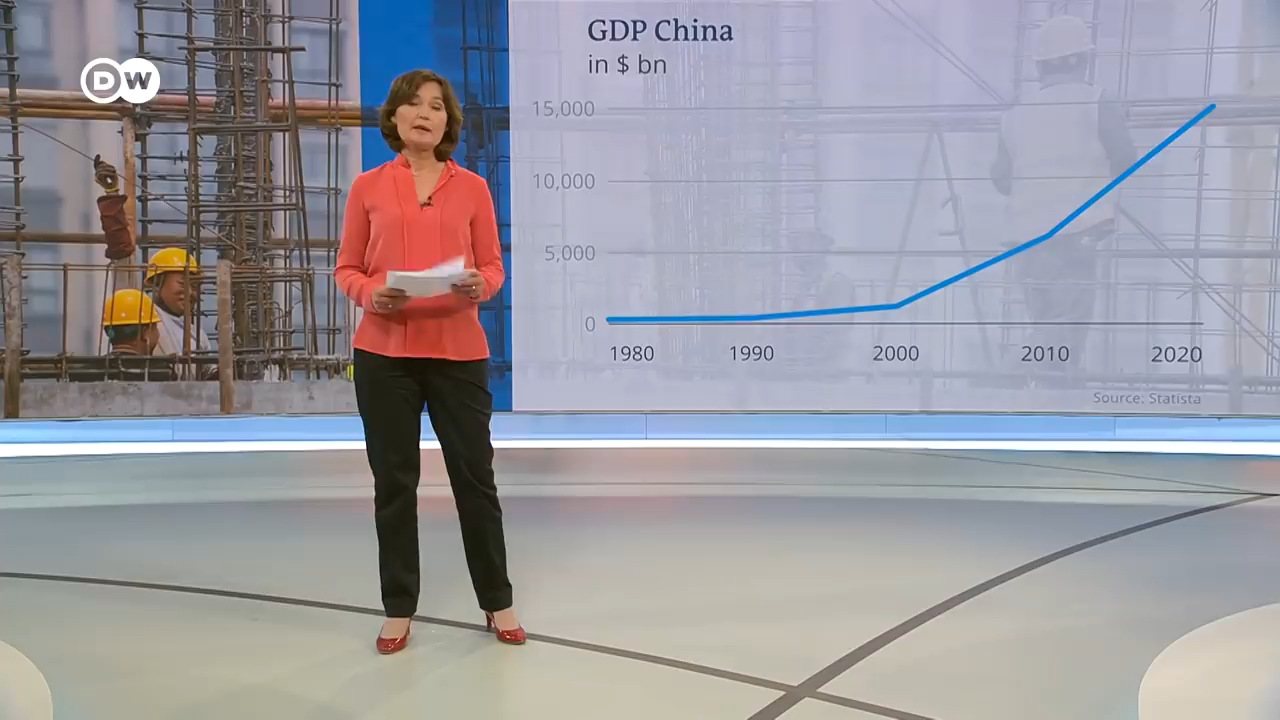 DW
GDP China
in $ bn
15,000
10,000
5,000
0
1980 1990 2000 2010 2020
Source: Statista